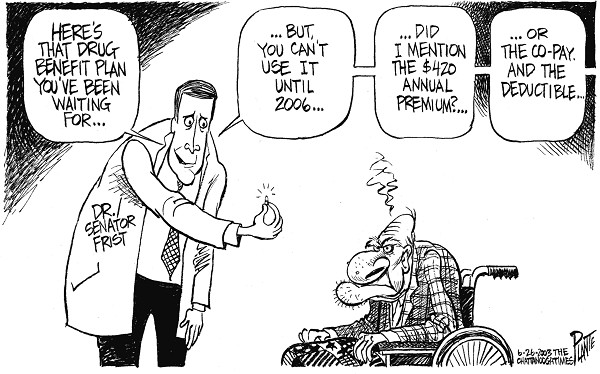 HERE'S
THAT DRUG
BENEFIT PLAN
YOU'VE BEEN
WAITING
FOR...
... BUT,
YOU CAN'T
USE IT
UNTIL
2006...
... DID
I MENTION
THE $420
ANNUAL
PREMIUM?...
... OR
THE CO-PAY.
AND THE
DEDUCTIBLE...
DR.
SENATOR
FRIST
6-26-2003 THE
CHATTANOOGA TIMES
PLANTE